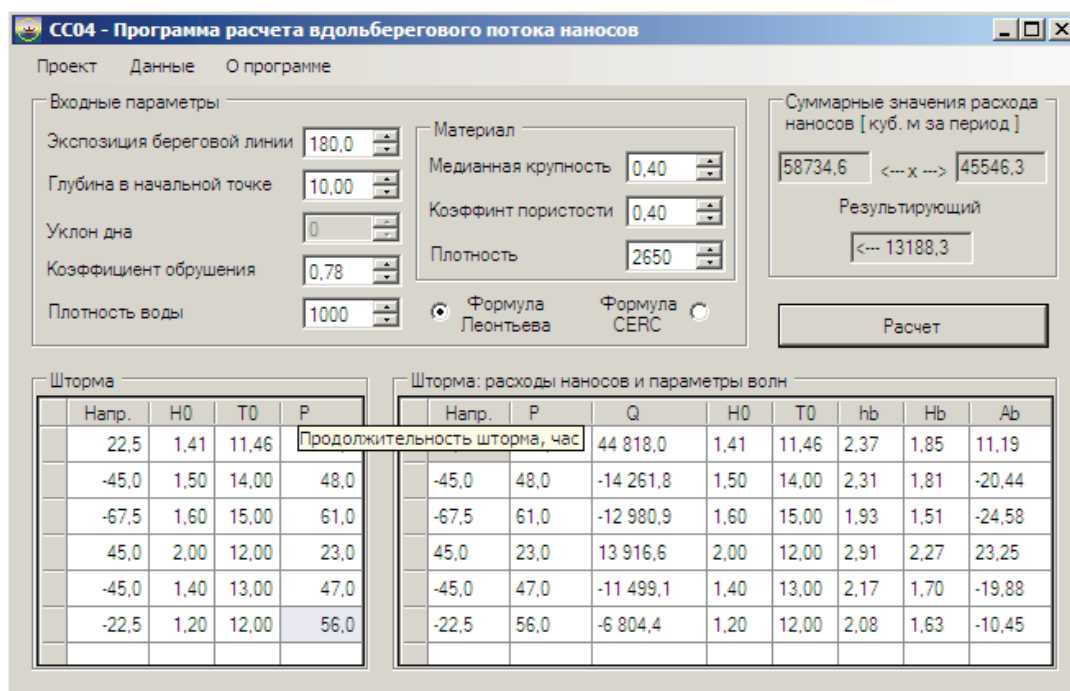 СС04 - Программа расчета вдольберегового потока наносов
Проект Данные О программе
Входные параметры
Экспозиция береговой линии 180,0
Глубина в начальной точке 10,00
Уклон дна 0
Коэффициент обрушения 0,78
Плотность воды 1000
Материал
Медианная крупность 0,40
Коэффинт пористости 0,40
Плотность 2650
Формула Леонтьева
Формула CERC
Суммарные значения расхода
наносов [ куб. м за период ]
58734,6 <--- x ---> 45546,3
Результирующий
<--- 13188,3
Расчет
Шторма
Напр. H0 T0 P
22,5 1,41 11,46
-45,0 1,50 14,00 48,0
-67,5 1,60 15,00 61,0
45,0 2,00 12,00 23,0
-45,0 1,40 13,00 47,0
-22,5 1,20 12,00 56,0
Продолжительность шторма, час
Шторма: расходы наносов и параметры волн
Напр. P Q H0 T0 hb Hb Ab
44 818,0 1,41 11,46 2,37 1,85 11,19
-45,0 48,0 -14 261,8 1,50 14,00 2,31 1,81 -20,44
-67,5 61,0 -12 980,9 1,60 15,00 1,93 1,51 -24,58
45,0 23,0 13 916,6 2,00 12,00 2,91 2,27 23,25
-45,0 47,0 -11 499,1 1,40 13,00 2,17 1,70 -19,88
-22,5 56,0 -6 804,4 1,20 12,00 2,08 1,63 -10,45